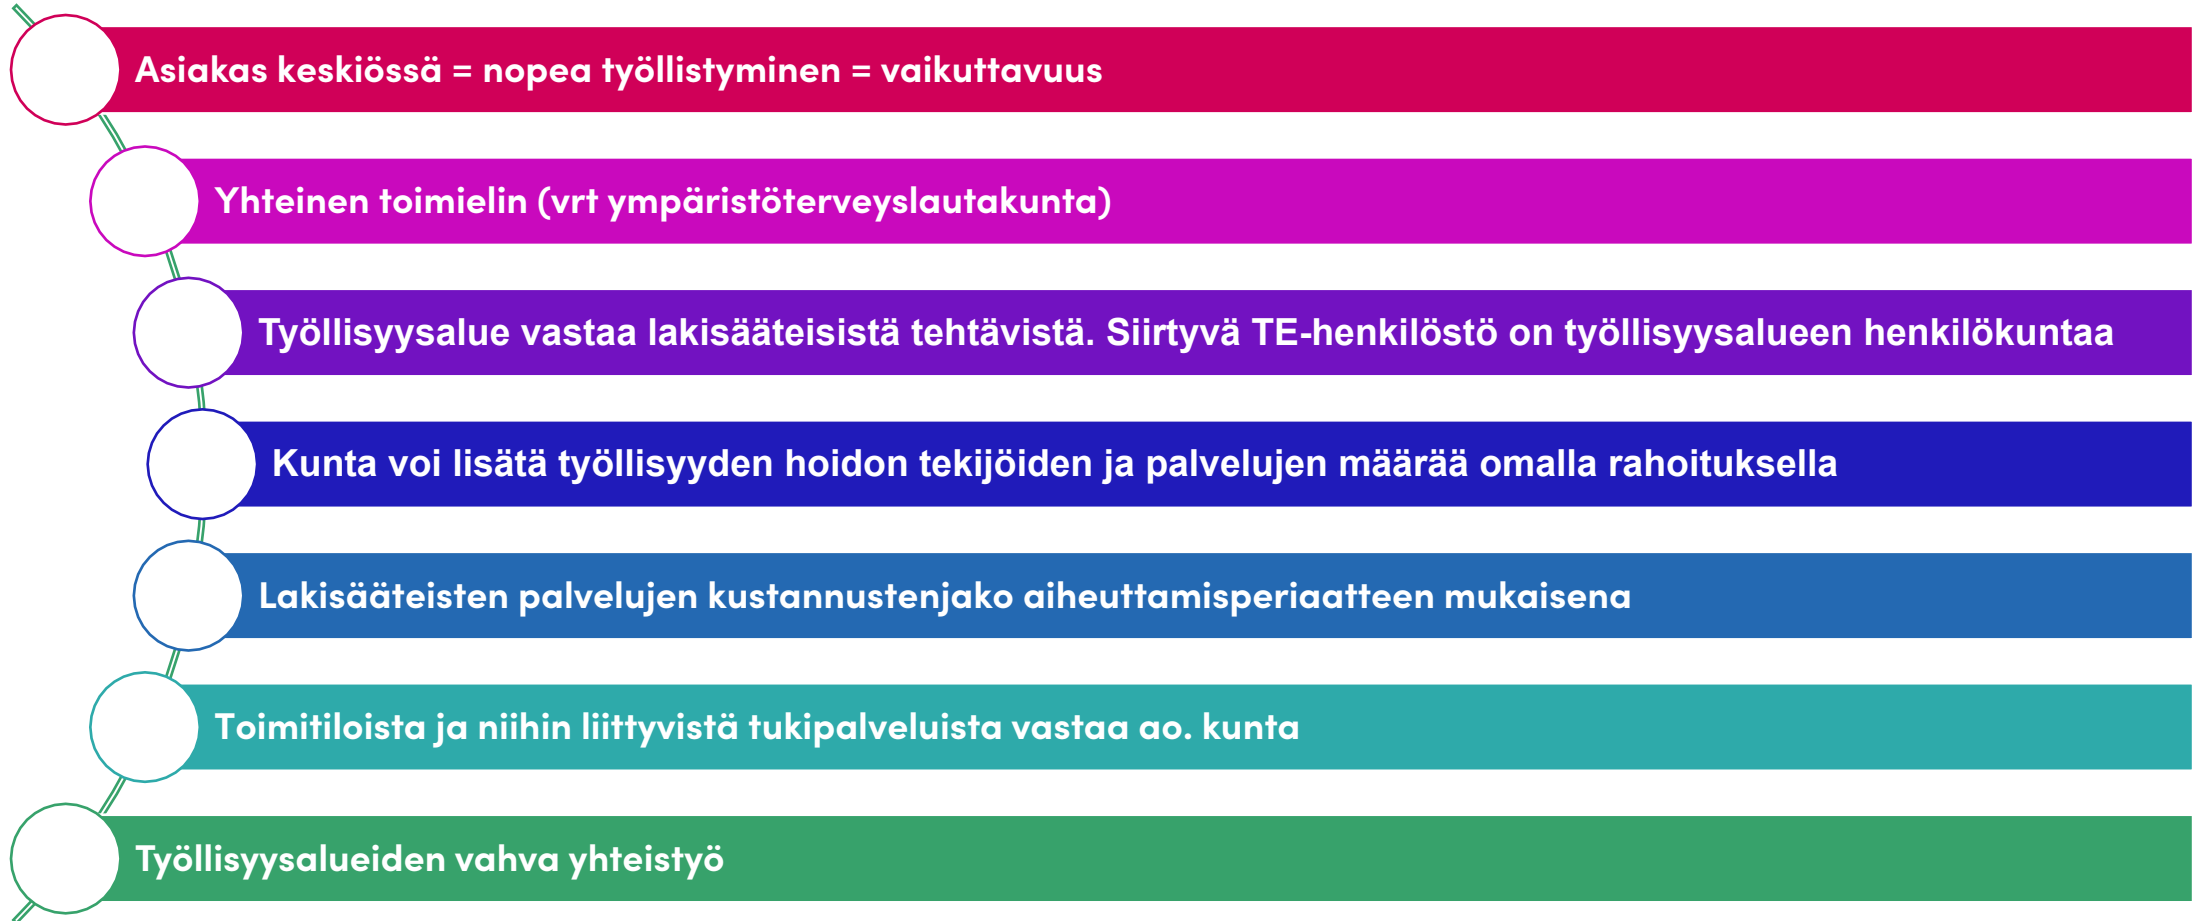 Asiakas keskiössä = nopea työllistyminen = vaikuttavuus
Yhteinen toimielin (vrt ympäristöterveyslautakunta)
Työllisyysalue vastaa lakisääteisistä tehtävistä. Siirtyvä TE-henkilöstö on työllisyysalueen henkilökuntaa
Kunta voi lisätä työllisyyden hoidon tekijöiden ja palvelujen määrää omalla rahoituksella
Lakisääteisten palvelujen kustannustenjako aiheuttamisperiaatteen mukaisena
Toimitiloista ja niihin liittyvistä tukipalveluista vastaa ao. kunta
Työllisyysalueiden vahva yhteistyö